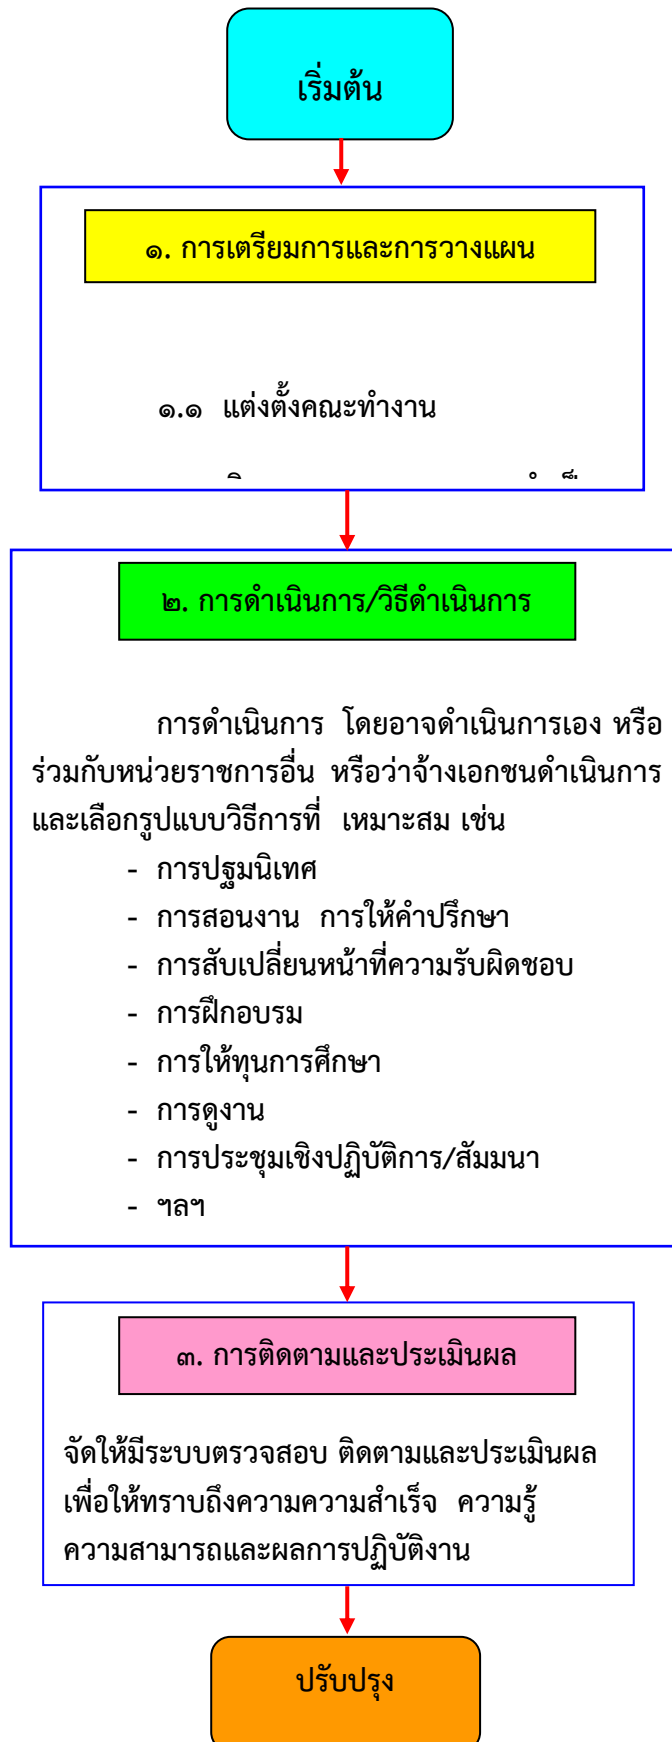 เริ่มต้น
๑. การเตรียมการและการวางแผน
๑.๑ แต่งตั้งคณะทำงาน
๒. การดำเนินการ/วิธีดำเนินการ
การดำเนินการ โดยอาจดำเนินการเอง หรือ
ร่วมกับหน่วยราชการอื่น หรือว่าจ้างเอกชนดำเนินการ
และเลือกรูปแบบวิธีการที่ เหมาะสม เช่น
- การปฐมนิเทศ
- การสอนงาน การให้คำปรึกษา
- การสับเปลี่ยนหน้าที่ความรับผิดชอบ
- การฝึกอบรม
- การให้ทุนการศึกษา
- การดูงาน
- การประชุมเชิงปฏิบัติการ/สัมมนา
- ฯลฯ
๓. การติดตามและประเมินผล
จัดให้มีระบบตรวจสอบ ติดตามและประเมินผล
เพื่อให้ทราบถึงความความสำเร็จ ความรู้
ความสามารถและผลการปฏิบัติงาน
ปรับปรุง